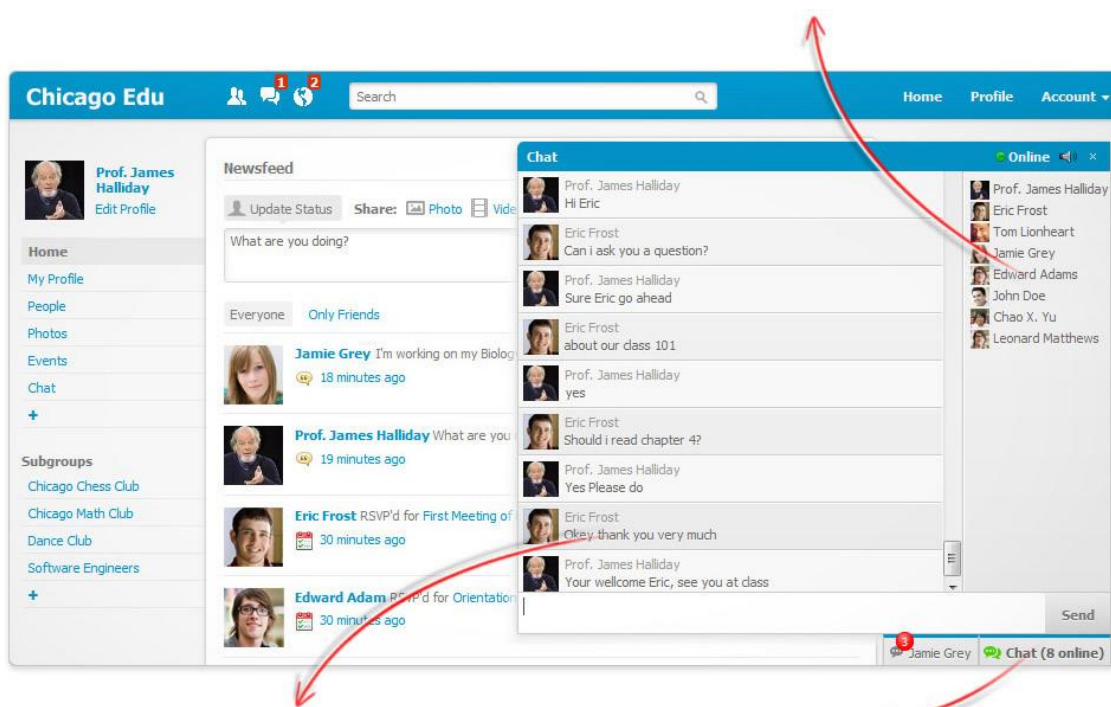 Chicago Edu
1
2
Search
Home
Profile
Account
Prof. James
Halliday
Edit Profile
Home
My Profile
People
Photos
Events
Chat
+
Subgroups
Chicago Chess Club
Chicago Math Club
Dance Club
Software Engineers
+
Newsfeed
Update Status
Share: Photo Vide
What are you doing?
Everyone
Only Friends
Jamie Grey I'm working on my Biolog
18 minutes ago
Prof. James Halliday What are you
19 minutes ago
Eric Frost RSVP'd for First Meeting of
30 minutes ago
Edward Adam RSVP'd for Orientation
30 minutes ago
Chat
Online
×
Prof. James Halliday
Hi Eric
Eric Frost
Can i ask you a question?
Prof. James Halliday
Sure Eric go ahead
Eric Frost
about our class 101
Prof. James Halliday
yes
Eric Frost
Should i read chapter 4?
Prof. James Halliday
Yes Please do
Eric Frost
Okey thank you very much
Prof. James Halliday
Your wellcome Eric, see you at class
Prof. James Halliday
Eric Frost
Tom Lionheart
Jamie Grey
Edward Adams
John Doe
Chao X. Yu
Leonard Matthews
Send
3
Jamie Grey
Chat (8 online)